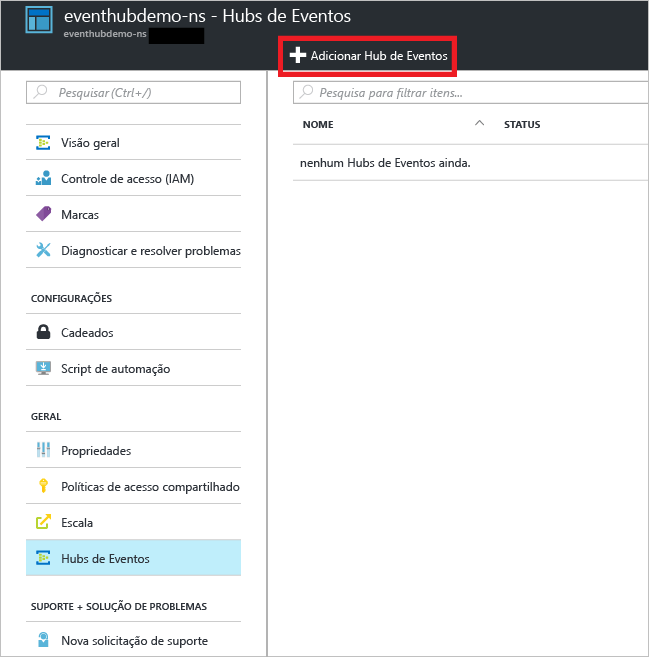 eventhubdemo-ns - Hubs de Eventos
eventhubdemo-ns
Adicionar Hub de Eventos
Pesquisar (Ctrl+/)
Visão geral
Controle de acesso (IAM)
Marcas
Diagnosticar e resolver problemas
CONFIGURAÇÕES
Cadeados
Script de automação
GERAL
Propriedades
Políticas de acesso compartilhado
Escala
Hubs de Eventos
SUPORTE + SOLUÇÃO DE PROBLEMAS
Nova solicitação de suporte
Pesquisa para filtrar itens...
NOME STATUS
nenhum Hubs de Eventos ainda.